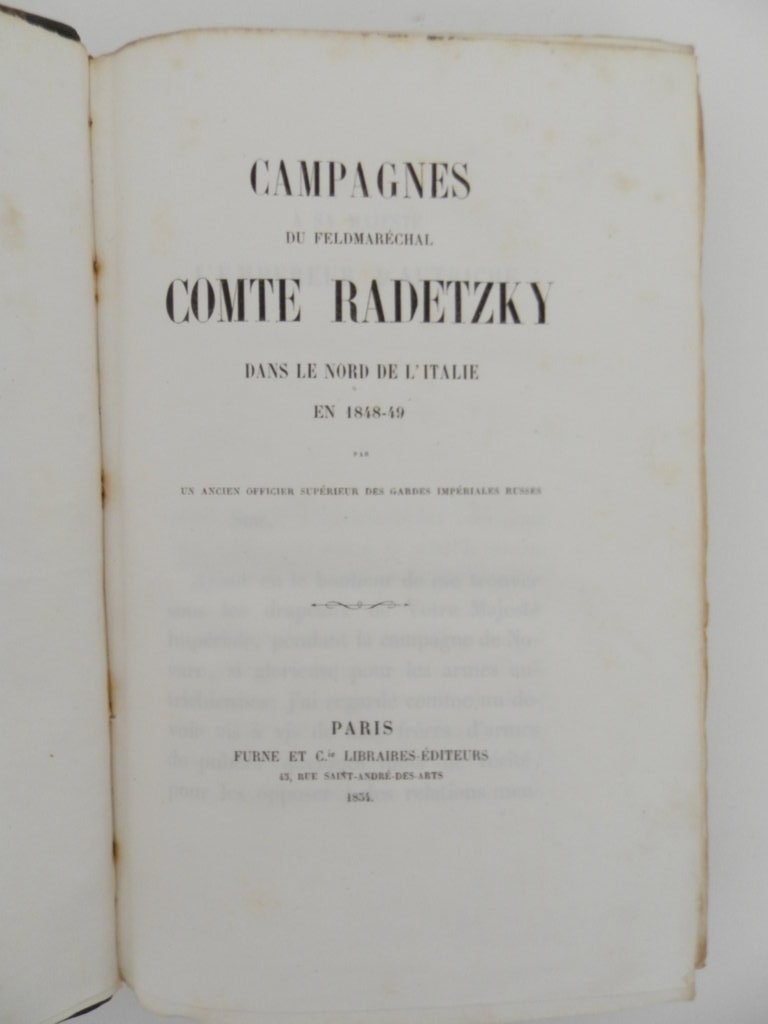 CAMPAGNES
DU FELDMARÉCHAL
COMTE RADETZKY
DANS LE NORD DE L'ITALIE
EN 1848-49
PAR
UN ANCIEN OFFICIER SUPÉRIEUR DES GARDES IMPÉRIALES RUSSES
PARIS
FURNE ET C.ie LIBRAIRES-ÉDITEURS
45, RUE SAINT-ANDRÉ-DES-ARTS
1854.